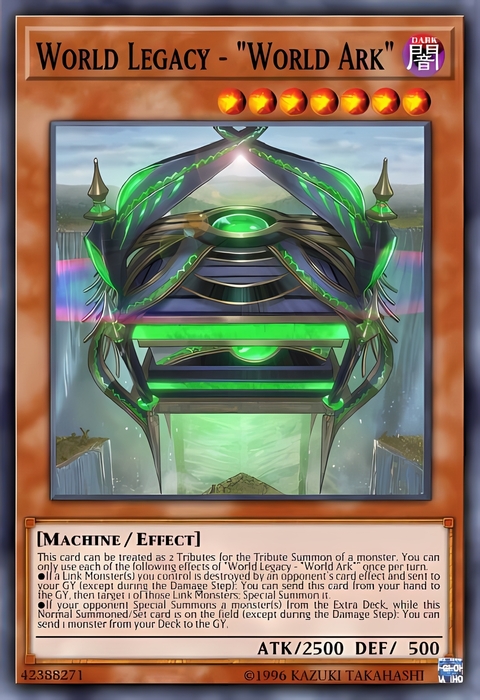 World Legacy - "World Ark"
DARK
闇
[Machine / Effect]
This card can be treated as 2 Tributes for the Tribute Summon of a monster. You can
only use each of the following effects of "World Legacy - "World Ark"" once per turn.
●If a Link Monster(s) you control is destroyed by an opponent's card effect and sent to
your GY (except during the Damage Step): You can send this card from your hand to
the GY, then target 1 of those Link Monsters; Special Summon it.
●If your opponent Special Summons a monster(s) from the Extra Deck, while this
Normal Summoned/Set card is on the field (except during the Damage Step): You can
send 1 monster from your Deck to the GY.
ATK/2500 DEF/ 500
42388271
©1996 KAZUKI TAKAHASHI